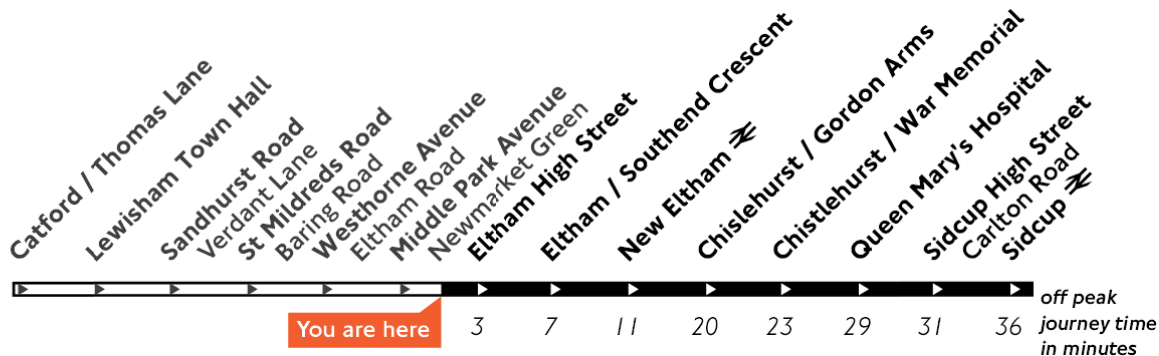 Catford / Thomas Lane
Lewisham Town Hall
Sandhurst Road
Verdant Lane
St Mildreds Road
Baring Road
Westhorne Avenue
Eltham Road
Middle Park Avenue
Newmarket Green
Eltham High Street
Eltham / Southend Crescent
New Eltham
Chislehurst / Gordon Arms
Chistlehurst / War Memorial
Queen Mary's Hospital
Sidcup High Street
Carlton Road
Sidcup
You are here
3 7 11 20 23 29 31 36
off peak
journey time
in minutes